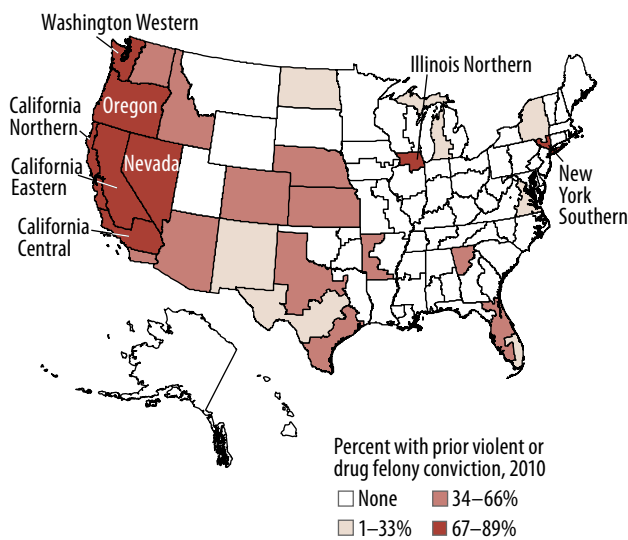 Washington Western
Illinois Northern
Oregon
California
Northern
Nevada
California
Eastern
California
Central
New
York
Southern
Percent with prior violent or
drug felony conviction, 2010
None
34–66%
1–33%
67–89%